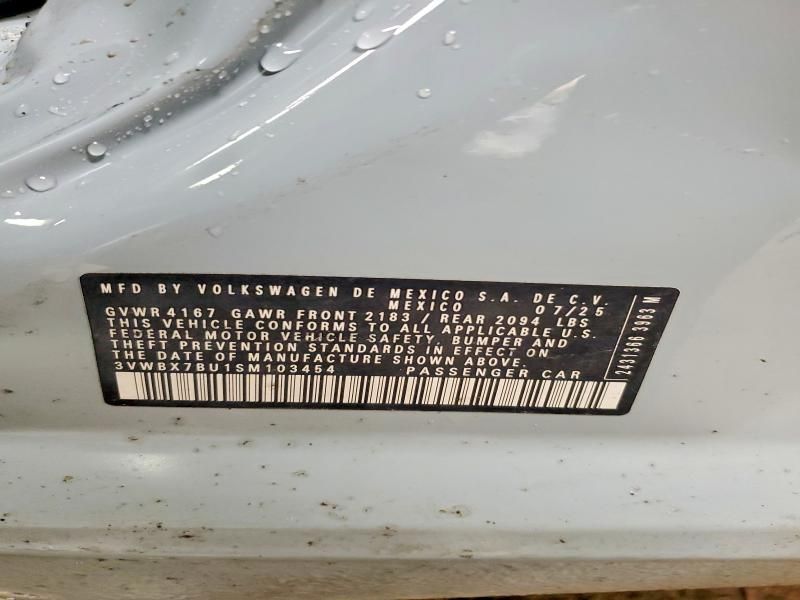 MFD BY VOLKSWAGEN DE MEXICO S.A. DE C.V.
MEXICO 07/25
GVWR 4167 GAWR FRONT 2183 / REAR 2094 LBS
THIS VEHICLE CONFORMS TO ALL APPLICABLE U.S.
FEDERAL MOTOR VEHICLE SAFETY, BUMPER AND
THEFT PREVENTION STANDARDS IN EFFECT ON
THE DATE OF MANUFACTURE SHOWN ABOVE.
3VWBX7BU1SM103454 PASSENGER CAR
2431306 3963 M